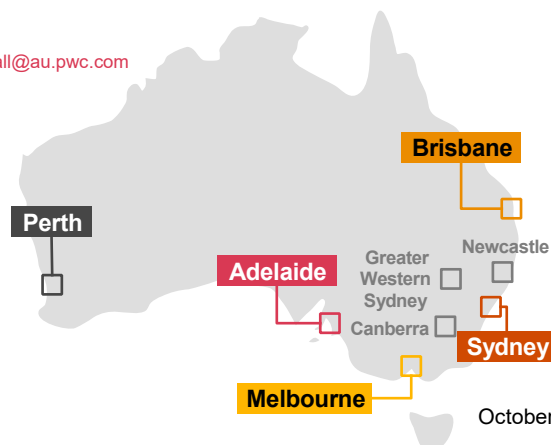 all@au.pwc.com
Brisbane
Perth
Newcastle
Greater
Western
Sydney
Adelaide
Canberra
Sydney
Melbourne
October